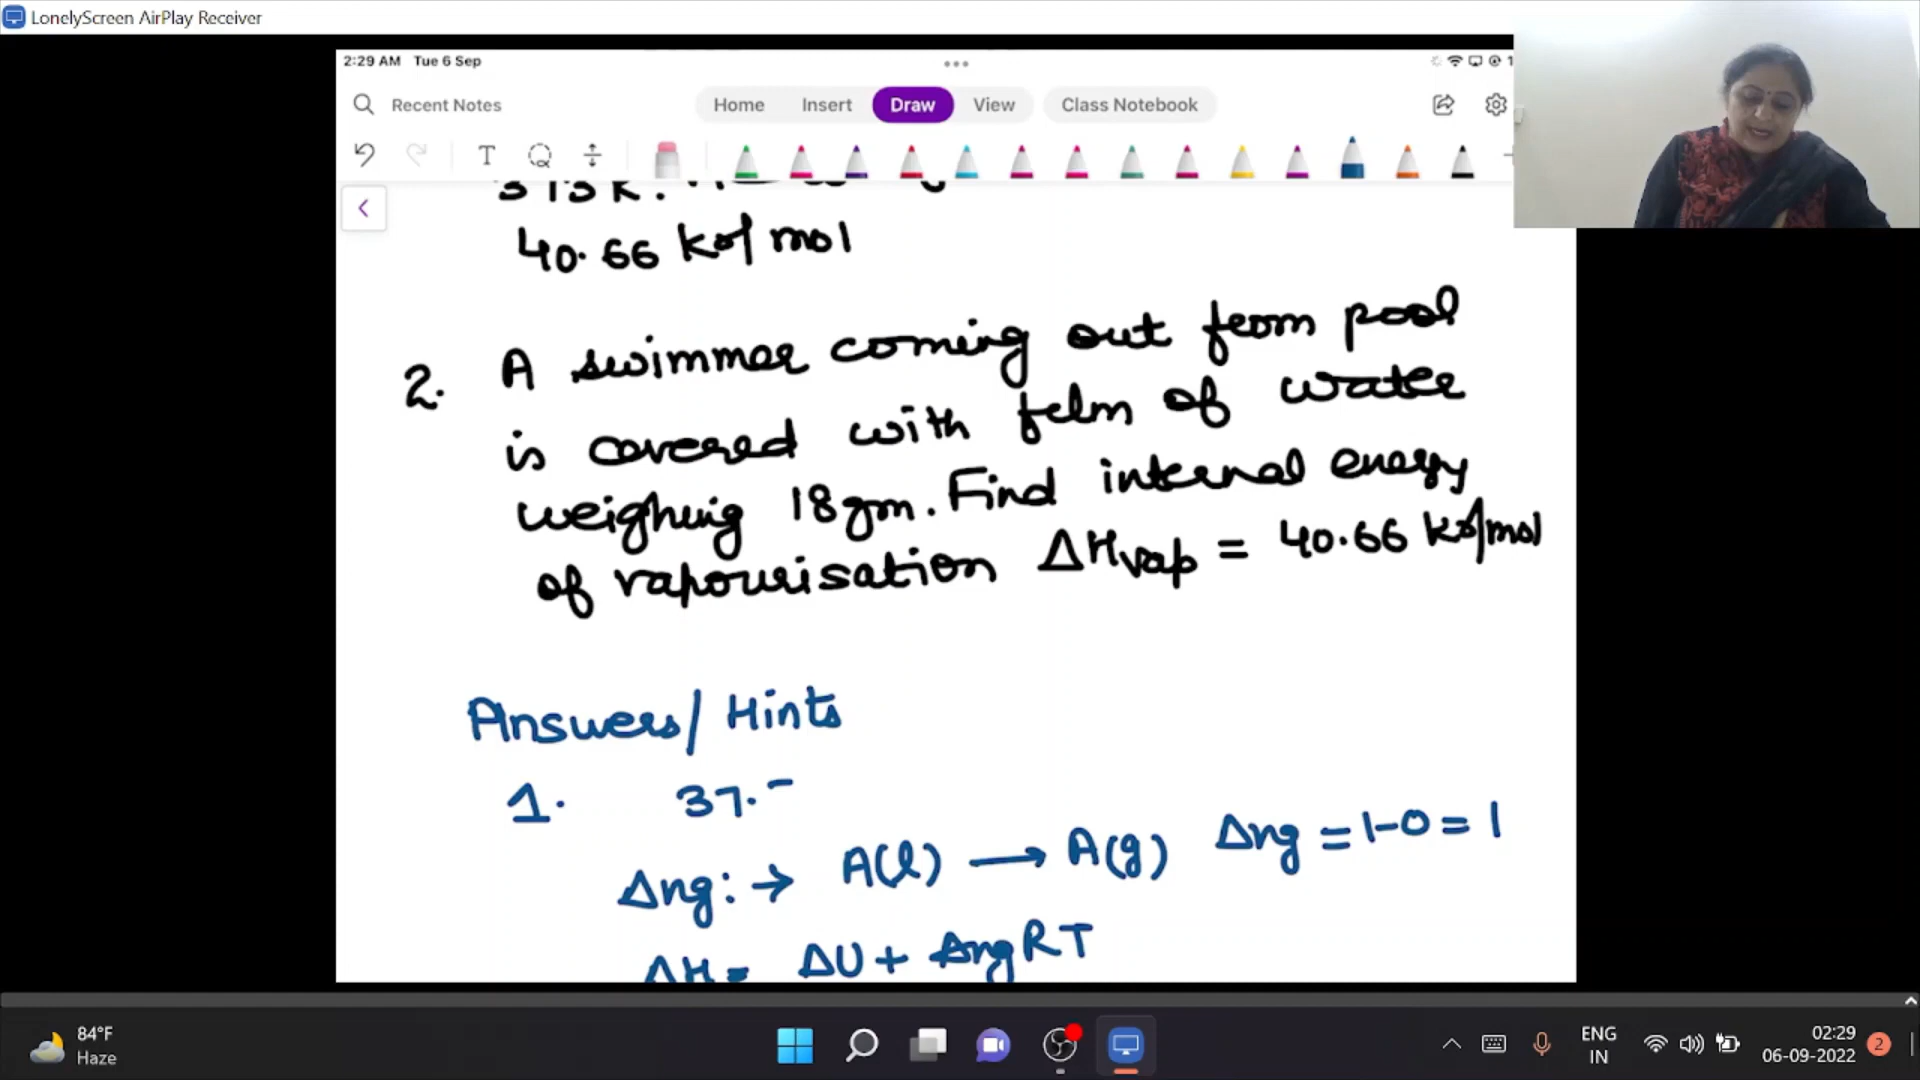 LonelyScreen AirPlay Receiver
2:29 AM Tue 6 Sep
Recent Notes
Home Insert Draw View Class Notebook
40.66 kJ/mol
2. A swimmer coming out from pool
is covered with film of water
weighing 18gm. Find internal energy
of vapourisation ΔHvap = 40.66 kJ/mol
Answers/ Hints
1. 37.
Δng: → A(l) → A(g) Δng = 1-0 = 1
ΔH = ΔU + ΔngRT
84°F
Haze
ENG
IN
02:29
06-09-2022
2